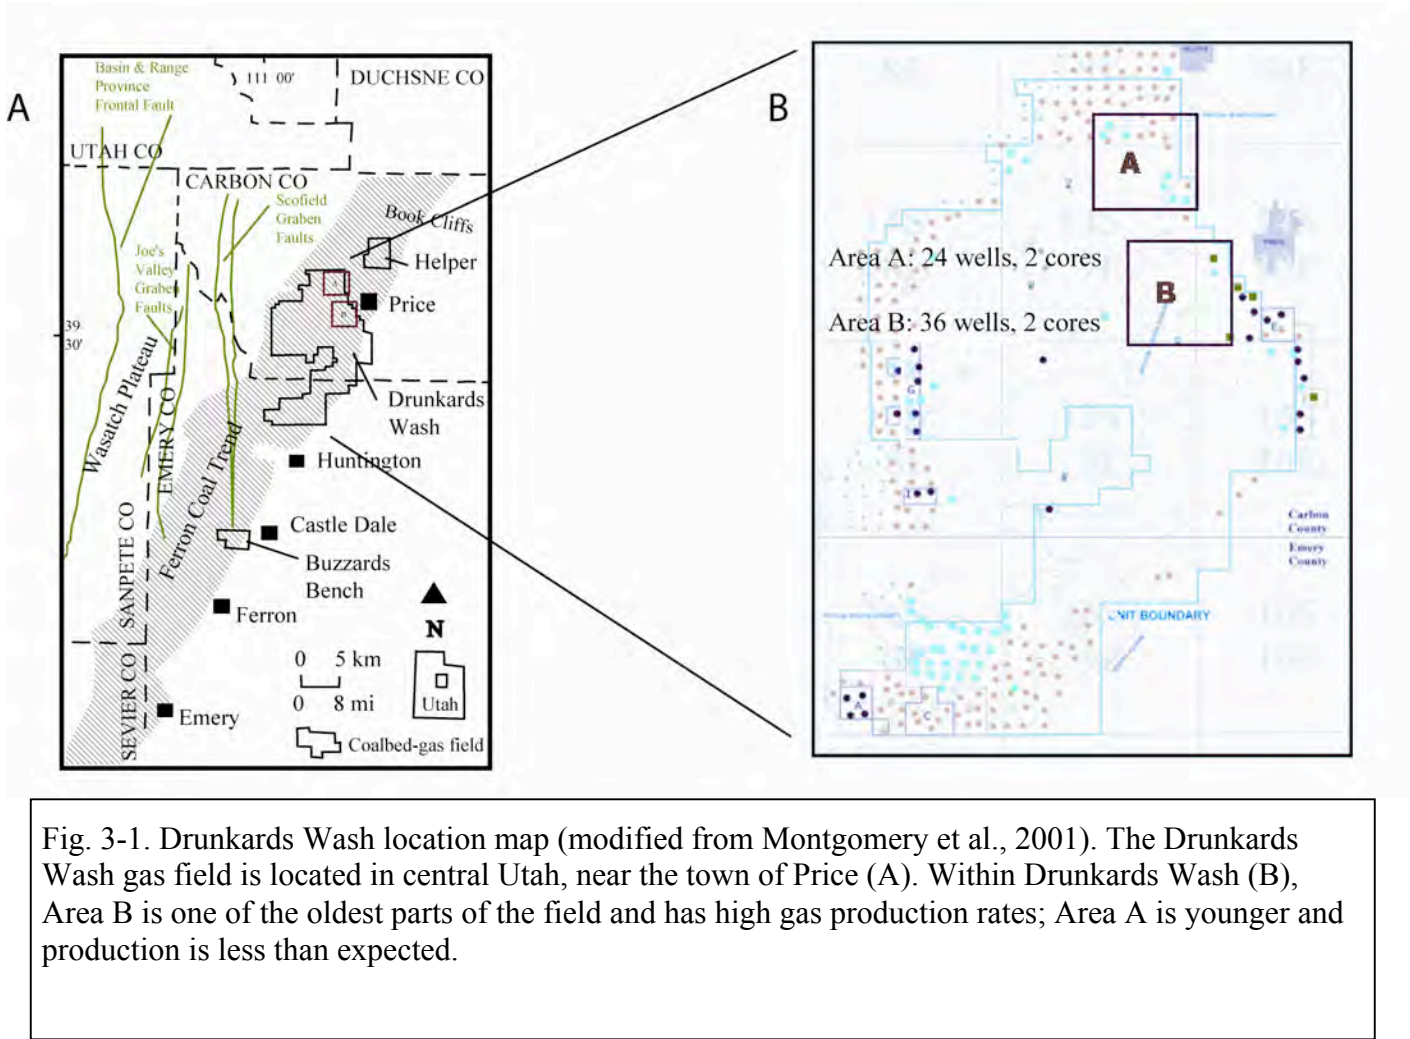 A
Basin & Range
Province
Frontal Fault
111 00'
DUCHSNE CO
UTAH CO
CARBON CO
Scofield
Graben
Faults
Book Cliffs
Joe's
Valley
Graben
Faults
Helper
Price
39
30'
Wasatch Plateau
EMERY CO
Drunkards
Wash
Ferron Coal Trend
Huntington
SANPETE CO
Castle Dale
Buzzards
Bench
Ferron
N
0 5 km
0 8 mi
Utah
SEVIER CO
Emery
Coalbed-gas field
B
A
Area A: 24 wells, 2 cores
B
Area B: 36 wells, 2 cores
E
G
I
Carbon
County
Emery
County
UNIT BOUNDARY
A
C
Fig. 3-1. Drunkards Wash location map (modified from Montgomery et al., 2001). The Drunkards
Wash gas field is located in central Utah, near the town of Price (A). Within Drunkards Wash (B),
Area B is one of the oldest parts of the field and has high gas production rates; Area A is younger and
production is less than expected.